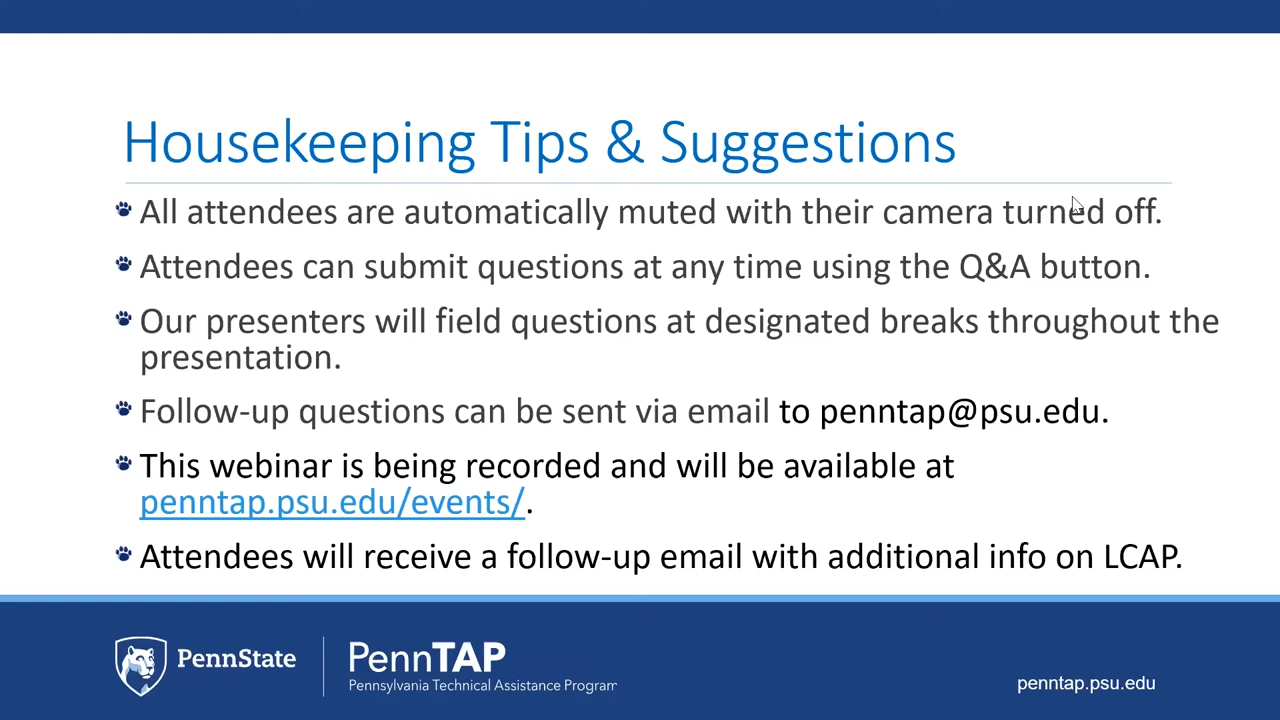 Housekeeping Tips & Suggestions
All attendees are automatically muted with their camera turned off.
Attendees can submit questions at any time using the Q&A button.
Our presenters will field questions at designated breaks throughout the
presentation.
Follow-up questions can be sent via email to penntap@psu.edu.
This webinar is being recorded and will be available at
penntap.psu.edu/events/.
Attendees will receive a follow-up email with additional info on LCAP.
PennState
PennTAP
Pennsylvania Technical Assistance Program
penntap.psu.edu